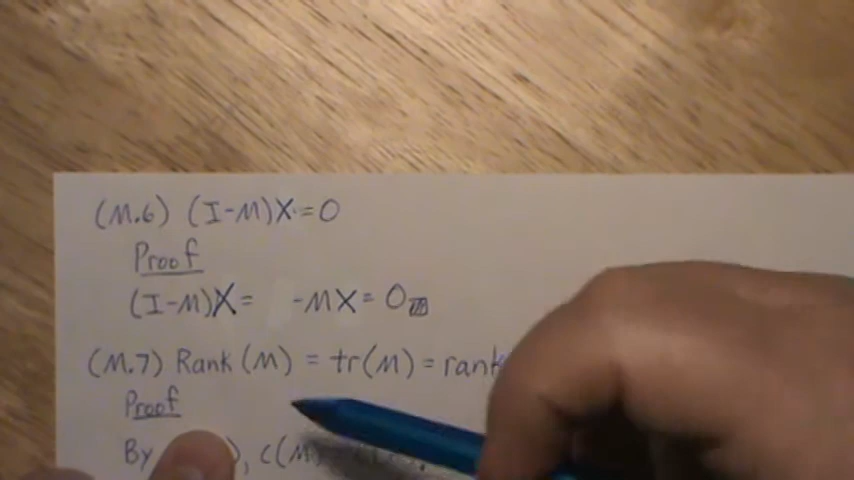 (M.6) (I-M)X=0
Proof
(I-M)X= -MX= 0
(M.7) Rank (M) = tr(M) = rank
Proof
By ), C(M)